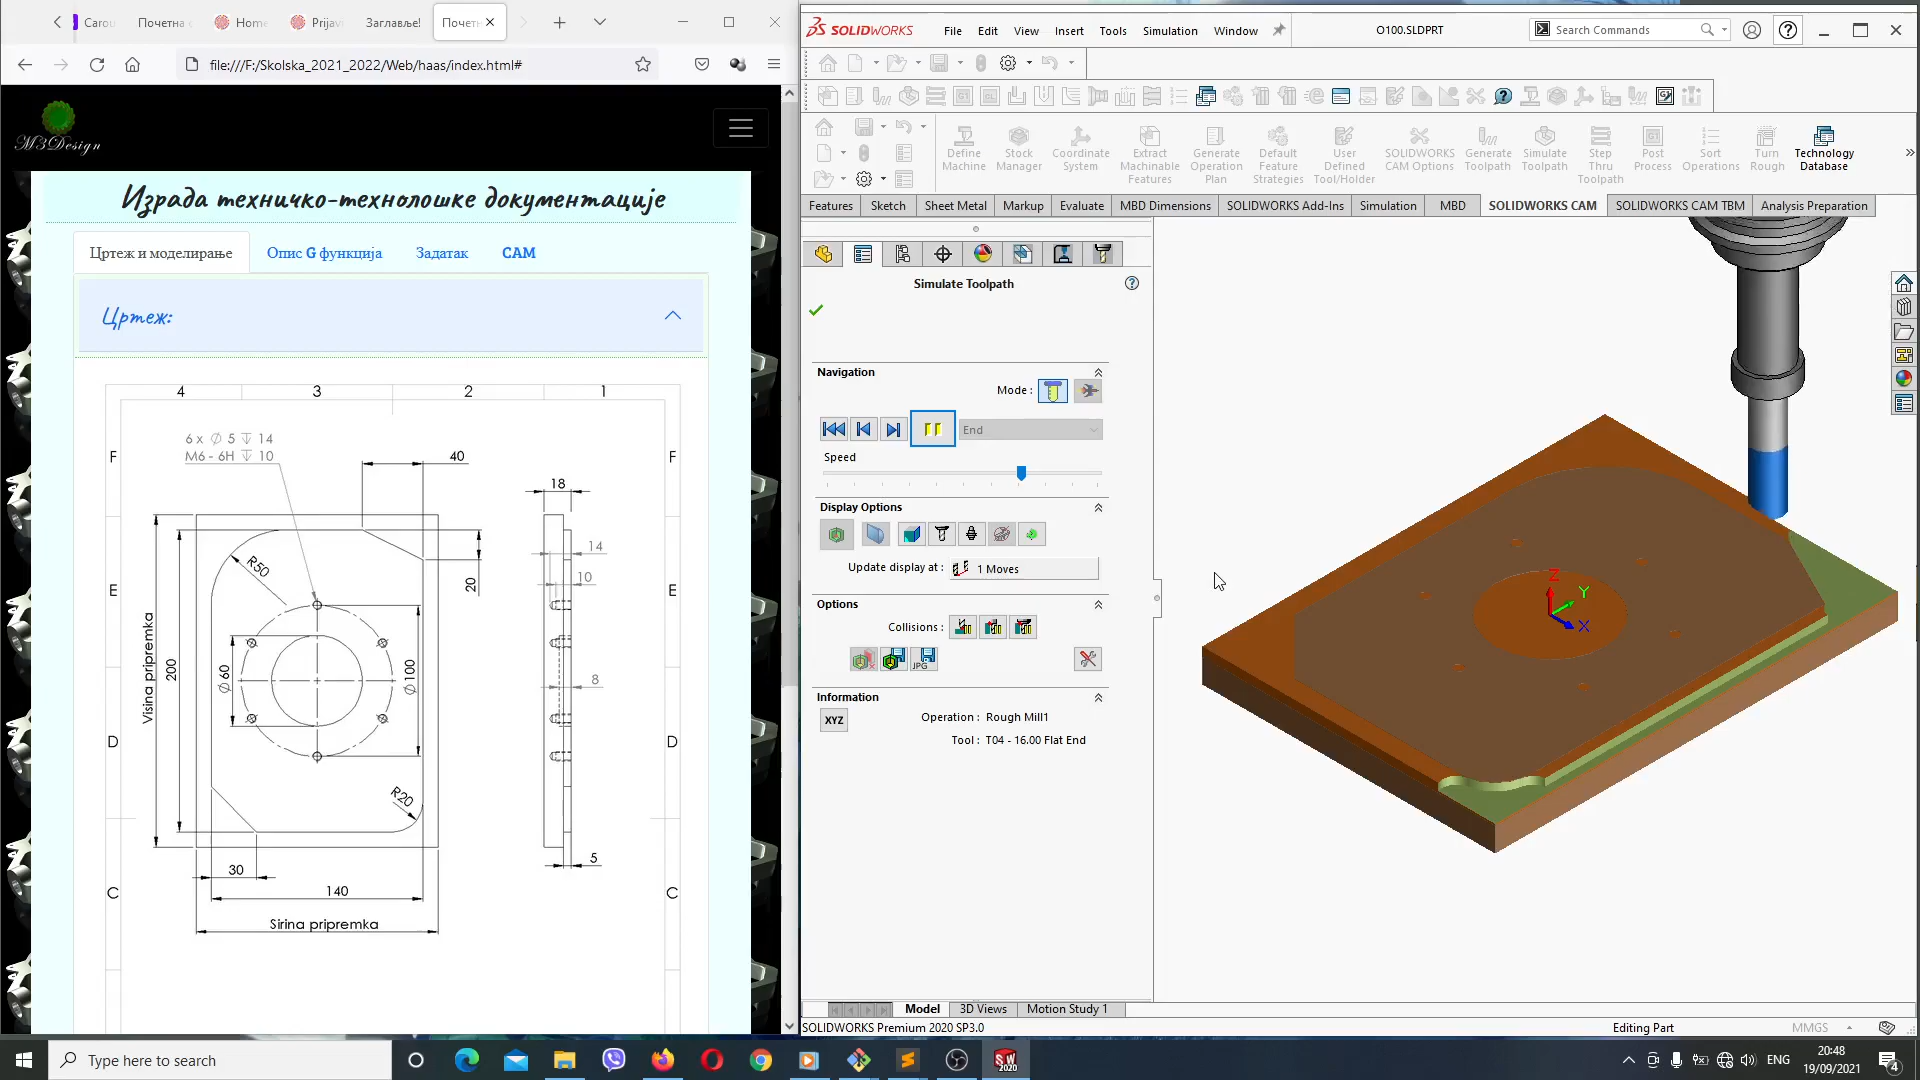 Carou
Почетна
Home
Prijav
Заглавље!
Почетн
file:///F:/Skolska_2021_2022/Web/haas/index.html#
M3Design
Израда техничко-технолошке документације
Цртеж и моделирање
Опис G функција
Задатак
CAM
Цртеж:
4 3 2 1
6 x Ø 5 ↧ 14
M6 - 6H ↧ 10
F
40
F
18
R50
14
10
20
E
E
Visina pripremka
200
Ø 60
Ø 100
8
D
D
R20
5
30
C
140
C
Sirina pripremka
SOLIDWORKS
File
Edit
View
Insert
Tools
Simulation
Window
O100.SLDPRT
Search Commands
Define Machine
Stock Manager
Coordinate System
Extract Machinable Features
Generate Operation Plan
Default Feature Strategies
User Defined Tool/Holder
SOLIDWORKS CAM Options
Generate Toolpath
Simulate Toolpath
Step Thru Toolpath
Post Process
Sort Operations
Turn Rough
Technology Database
Features
Sketch
Sheet Metal
Markup
Evaluate
MBD Dimensions
SOLIDWORKS Add-Ins
Simulation
MBD
SOLIDWORKS CAM
SOLIDWORKS CAM TBM
Analysis Preparation
Simulate Toolpath
Navigation
Mode :
End
Speed
Display Options
Update display at :
1 Moves
Options
Collisions :
JPG
Information
XYZ
Operation : Rough Mill1
Tool : T04 - 16.00 Flat End
Z
Y
X
Model
3D Views
Motion Study 1
SOLIDWORKS Premium 2020 SP3.0
Editing Part
MMGS
Type here to search
SW
2020
ENG
20:48
19/09/2021
4